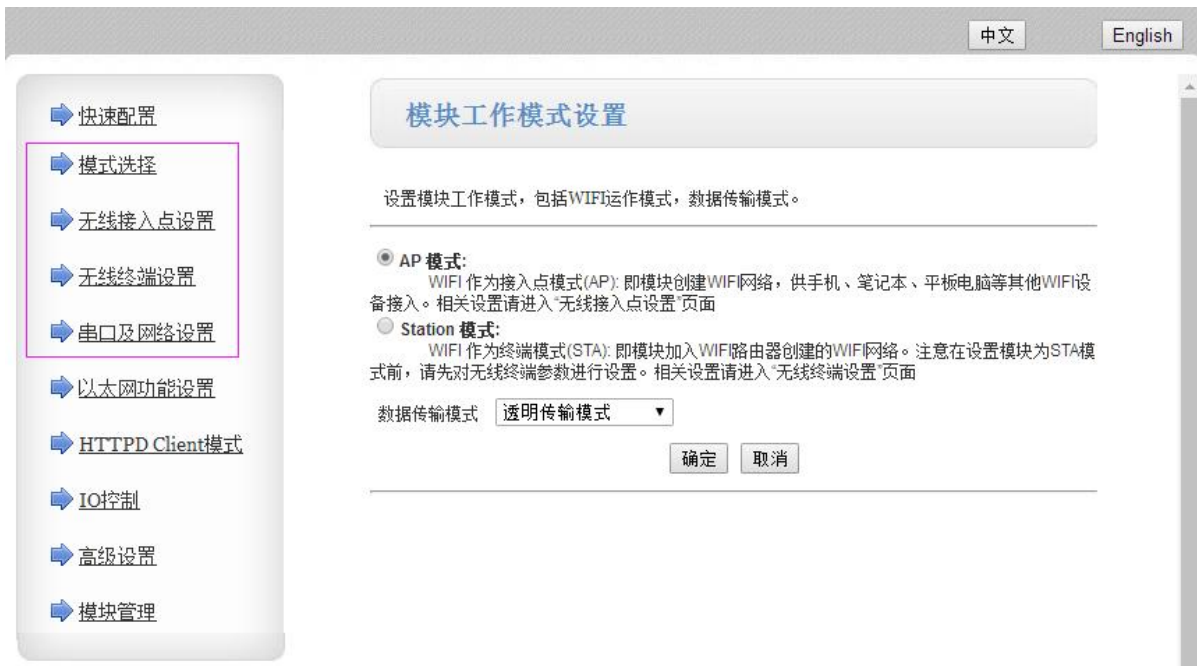 中文
English
快速配置
模式选择
无线接入点设置
无线终端设置
串口及网络设置
以太网功能设置
HTTPD Client模式
IO控制
高级设置
模块管理
模块工作模式设置
设置模块工作模式，包括WIFI运作模式，数据传输模式。
AP 模式:
WIFI 作为接入点模式(AP): 即模块创建WIFI网络，供手机、笔记本、平板电脑等其他WIFI设
备接入。相关设置请进入“无线接入点设置”页面
Station 模式:
WIFI 作为终端模式(STA): 即模块加入WIFI路由器创建的WIFI网络。注意在设置模块为STA模
式前，请先对无线终端参数进行设置。相关设置请进入“无线终端设置”页面
数据传输模式 透明传输模式
确定 取消